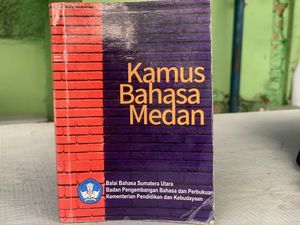 Kamus
Bahasa
Medan
Balai Bahasa Sumatera Utara
Badan Pengembangan Bahasa dan Perbukuan
Kementerian Pendidikan dan Kebudayaan